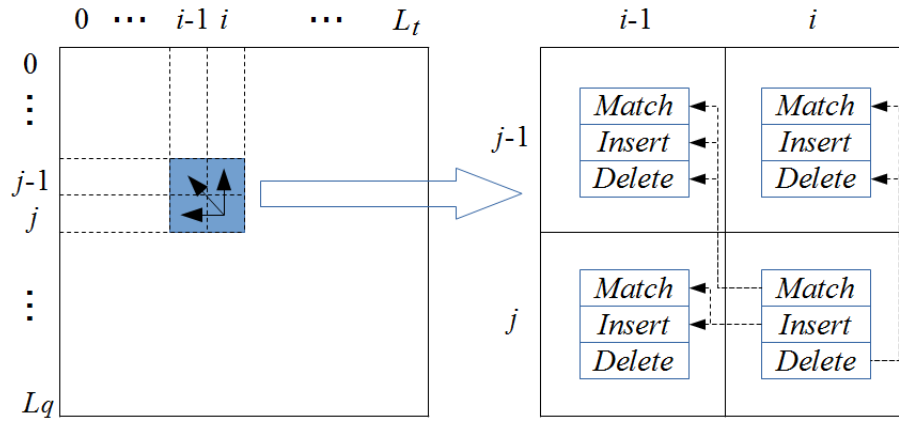 0 ⋯ i-1 i ⋯ Lt
0
⋮
j-1
j
⋮
Lq
i-1 i
j-1
Match Match
Insert Insert
Delete Delete
j
Match Match
Insert Insert
Delete Delete